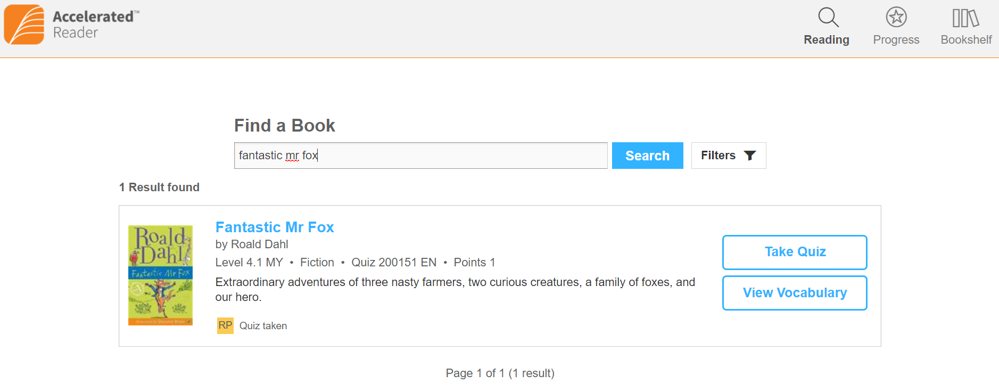 Accelerated™
Reader
Reading
Progress
Bookshelf
Find a Book
fantastic mr fox
Search
Filters
1 Result found
Roald
Dahl
Fantastic Mr Fox
Fantastic Mr Fox
by Roald Dahl
Level 4.1 MY • Fiction • Quiz 200151 EN • Points 1
Extraordinary adventures of three nasty farmers, two curious creatures, a family of foxes, and
our hero.
RP Quiz taken
Take Quiz
View Vocabulary
Page 1 of 1 (1 result)